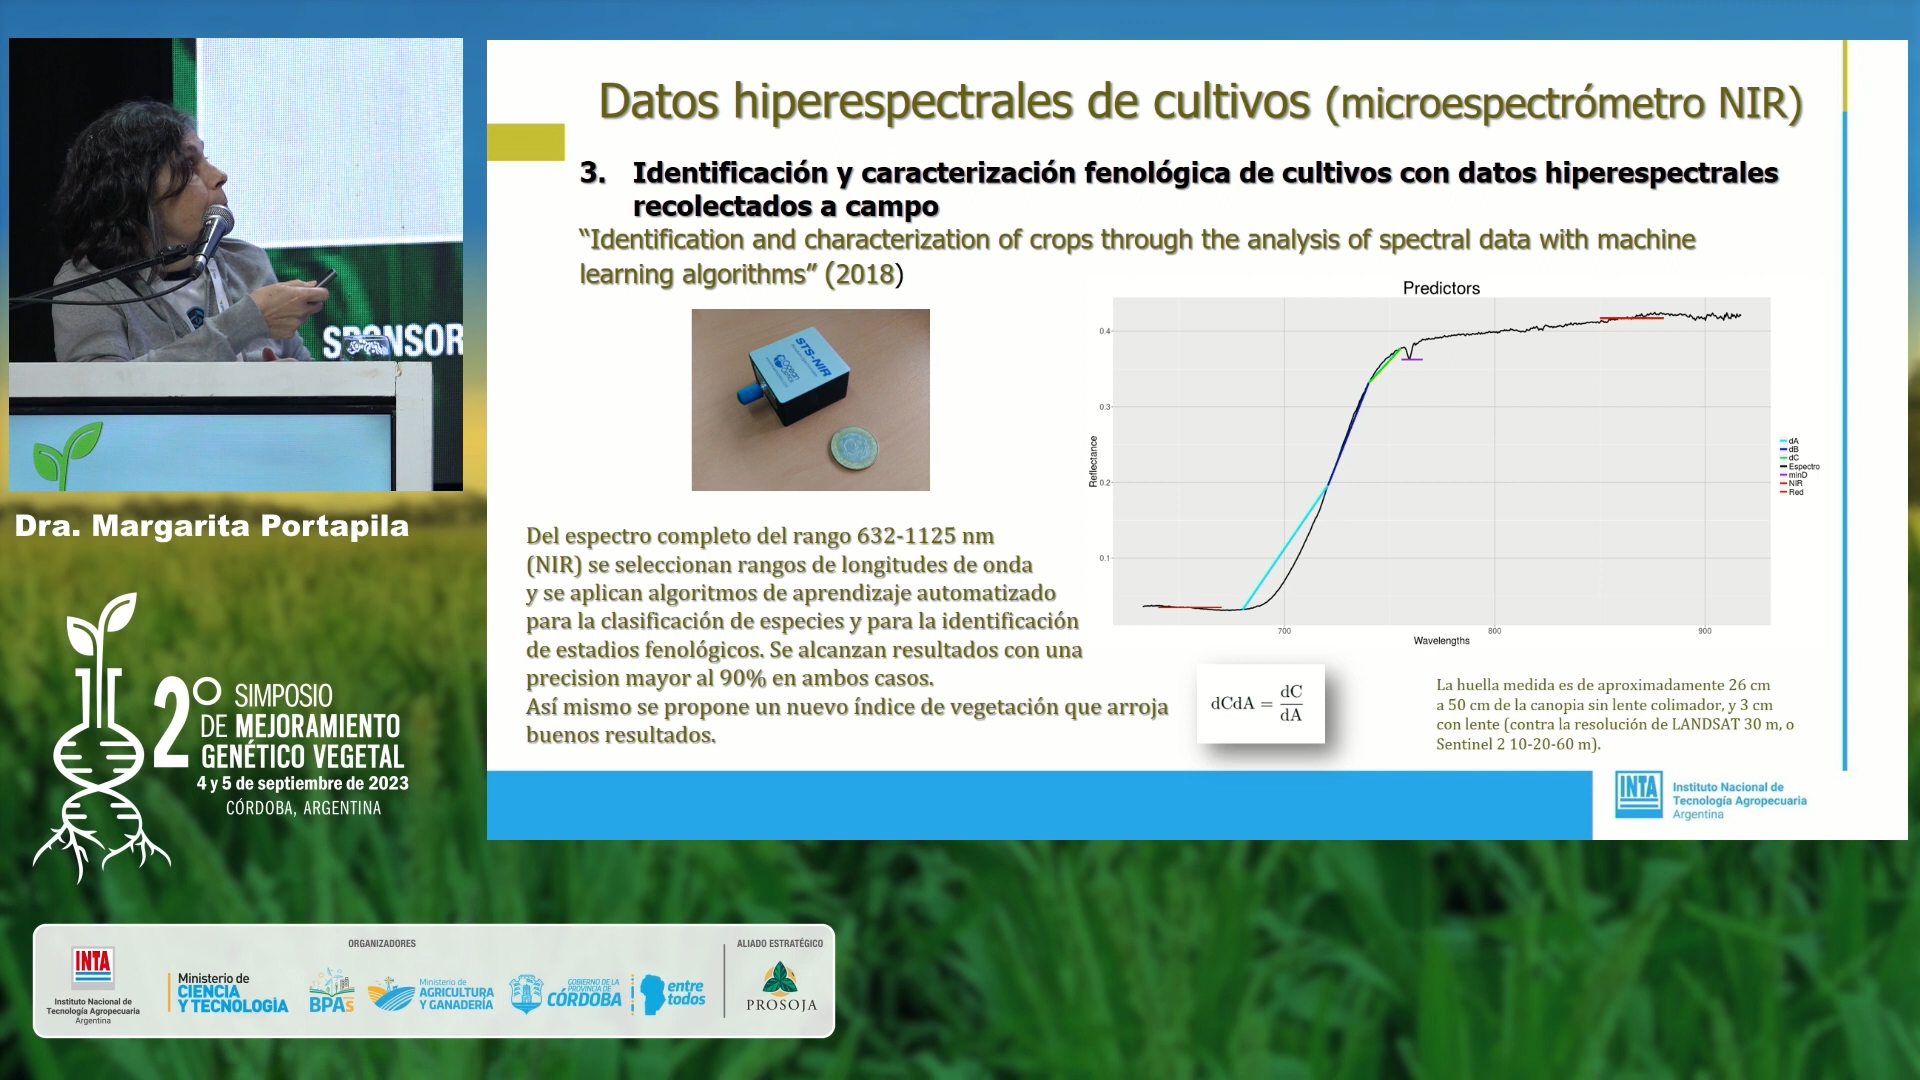 SPONSOR
Dra. Margarita Portapila
2° SIMPOSIO
DE MEJORAMIENTO
GENÉTICO VEGETAL
4 y 5 de septiembre de 2023
CÓRDOBA, ARGENTINA
Datos hiperespectrales de cultivos (microespectrómetro NIR)
3. Identificación y caracterización fenológica de cultivos con datos hiperespectrales
recolectados a campo
“Identification and characterization of crops through the analysis of spectral data with machine
learning algorithms” (2018)
STS-NIR
Ocean Optics
Predictors
Reflectance
0.4
0.3
0.2
0.1
700
800
900
Wavelengths
dA
dB
dC
Espectro
minD
NIR
Red
Del espectro completo del rango 632-1125 nm
(NIR) se seleccionan rangos de longitudes de onda
y se aplican algoritmos de aprendizaje automatizado
para la clasificación de especies y para la identificación
de estadios fenológicos. Se alcanzan resultados con una
precision mayor al 90% en ambos casos.
Así mismo se propone un nuevo índice de vegetación que arroja
buenos resultados.
dCdA = dC
dA
La huella medida es de aproximadamente 26 cm
a 50 cm de la canopia sin lente colimador, y 3 cm
con lente (contra la resolución de LANDSAT 30 m, o
Sentinel 2 10-20-60 m).
INTA
Instituto Nacional de
Tecnología Agropecuaria
Argentina
ORGANIZADORES
INTA
Instituto Nacional de
Tecnología Agropecuaria
Argentina
Ministerio de
CIENCIA
Y TECNOLOGÍA
BPAs
Ministerio de
AGRICULTURA
Y GANADERÍA
GOBIERNO DE LA
PROVINCIA DE
CÓRDOBA
entre
todos
ALIADO ESTRATÉGICO
PROSOJA